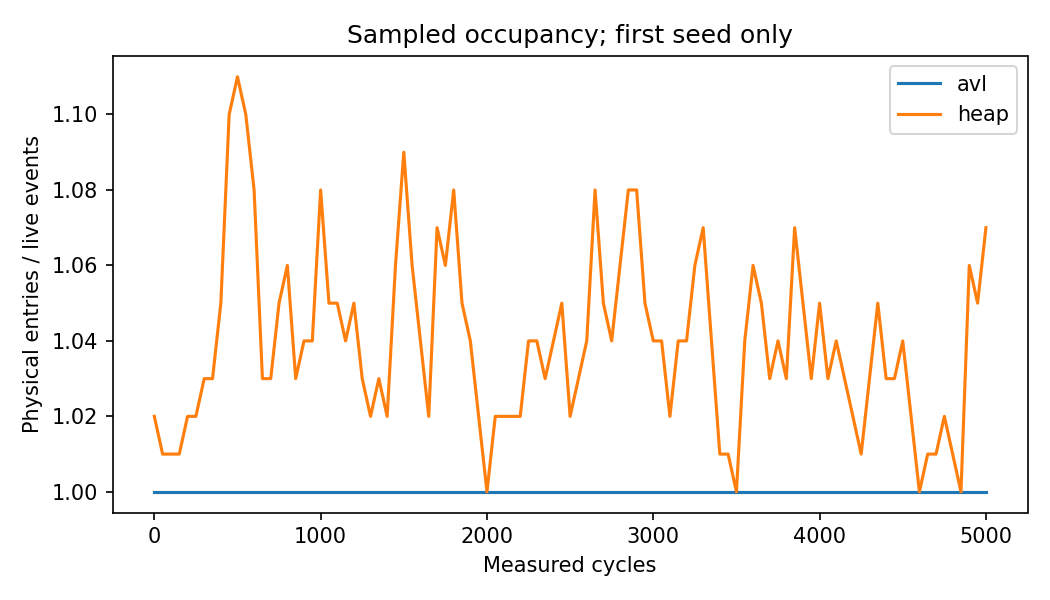 Sampled occupancy; first seed only
avl
heap
Physical entries / live events
1.10
1.08
1.06
1.04
1.02
1.00
0 1000 2000 3000 4000 5000
Measured cycles